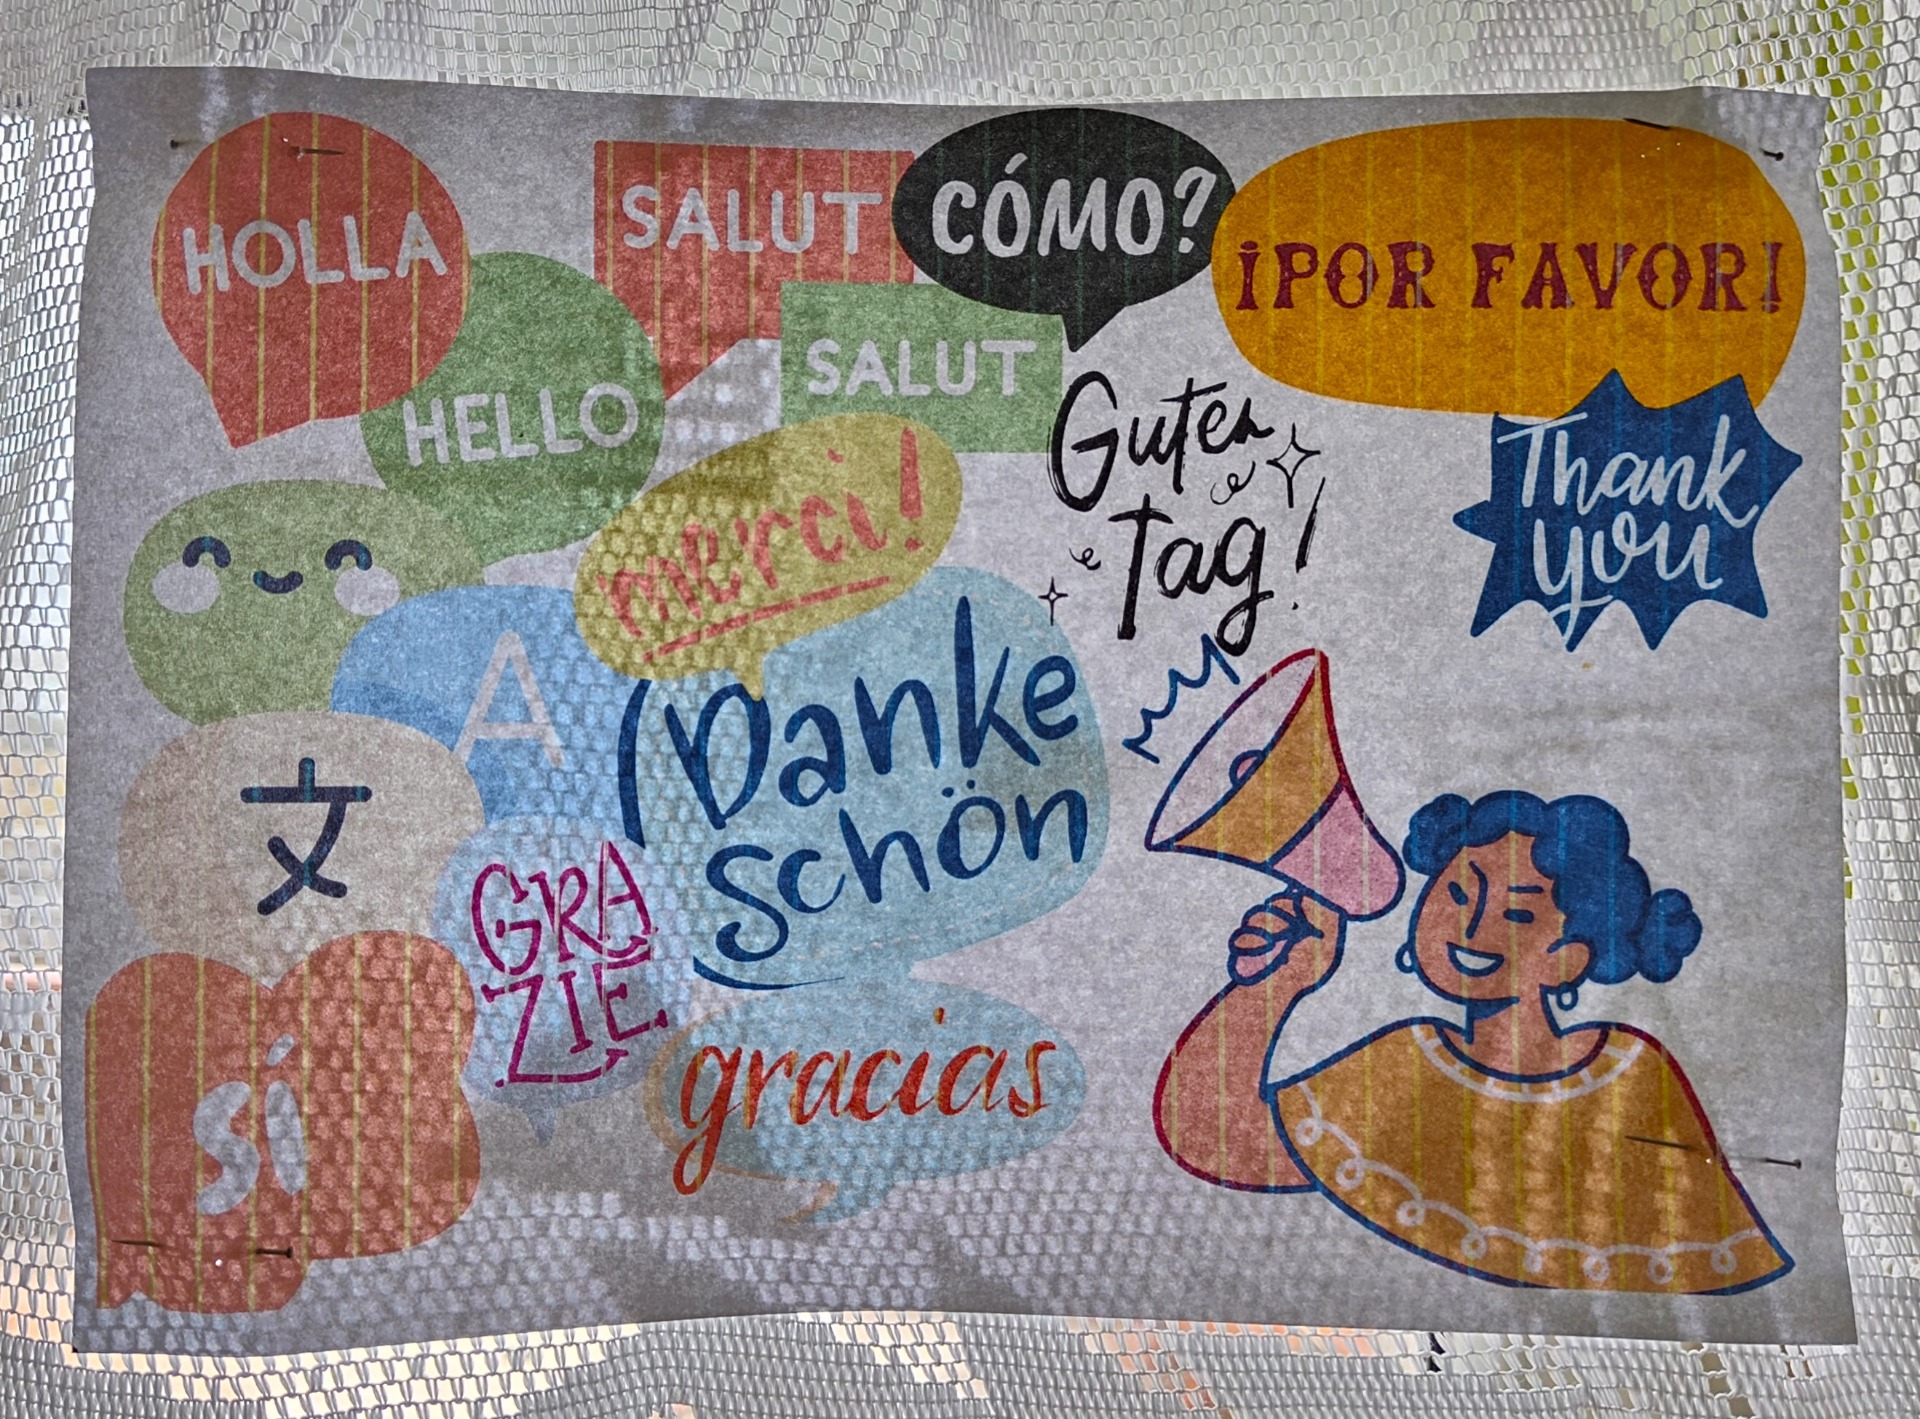 HOLLA
SALUT
CÓMO?
¡POR FAVOR!
HELLO
SALUT
Guten
Tag!
Thank
you
merci!
A
Danke
schön
文
GRA
ZIE
gracias
SÍ